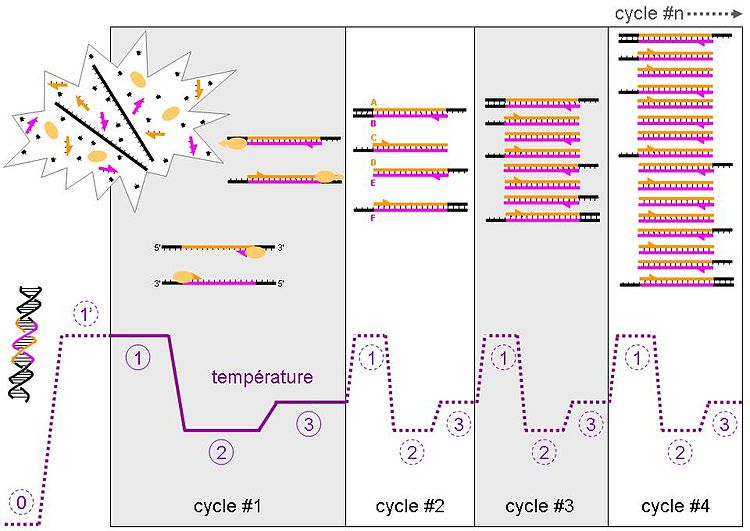 cycle #n
A
B
C
D
E
F
5' 3'
3' 5'
1'
1 1 1 1
température
3 3 3 3
2 2 2 2
0
cycle #1 cycle #2 cycle #3 cycle #4